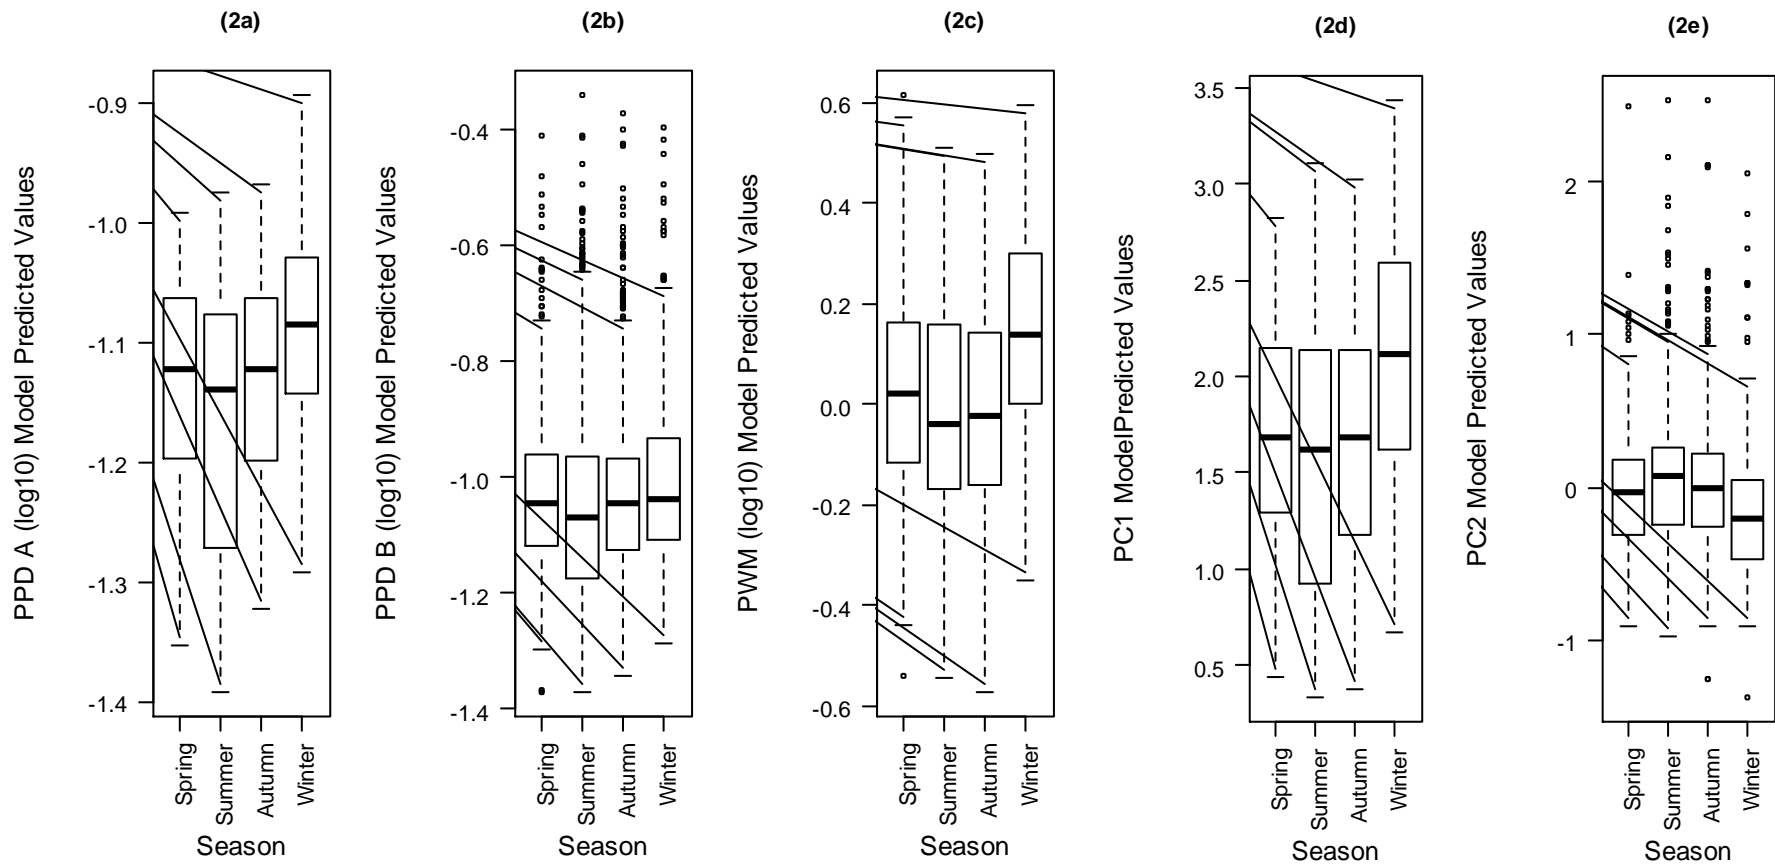 (2a)
PPD A (log10) Model Predicted Values
-0.9
-1.0
-1.1
-1.2
-1.3
-1.4
Spring
Summer
Autumn
Winter
Season
(2b)
PPD B (log10) Model Predicted Values
-0.4
-0.6
-0.8
-1.0
-1.2
-1.4
Spring
Summer
Autumn
Winter
Season
(2c)
PWM (log10) Model Predicted Values
0.6
0.4
0.2
0.0
-0.2
-0.4
-0.6
Spring
Summer
Autumn
Winter
Season
(2d)
PC1 ModelPredicted Values
3.5
3.0
2.5
2.0
1.5
1.0
0.5
Spring
Summer
Autumn
Winter
Season
(2e)
PC2 Model Predicted Values
2
1
0
-1
Spring
Summer
Autumn
Winter
Season